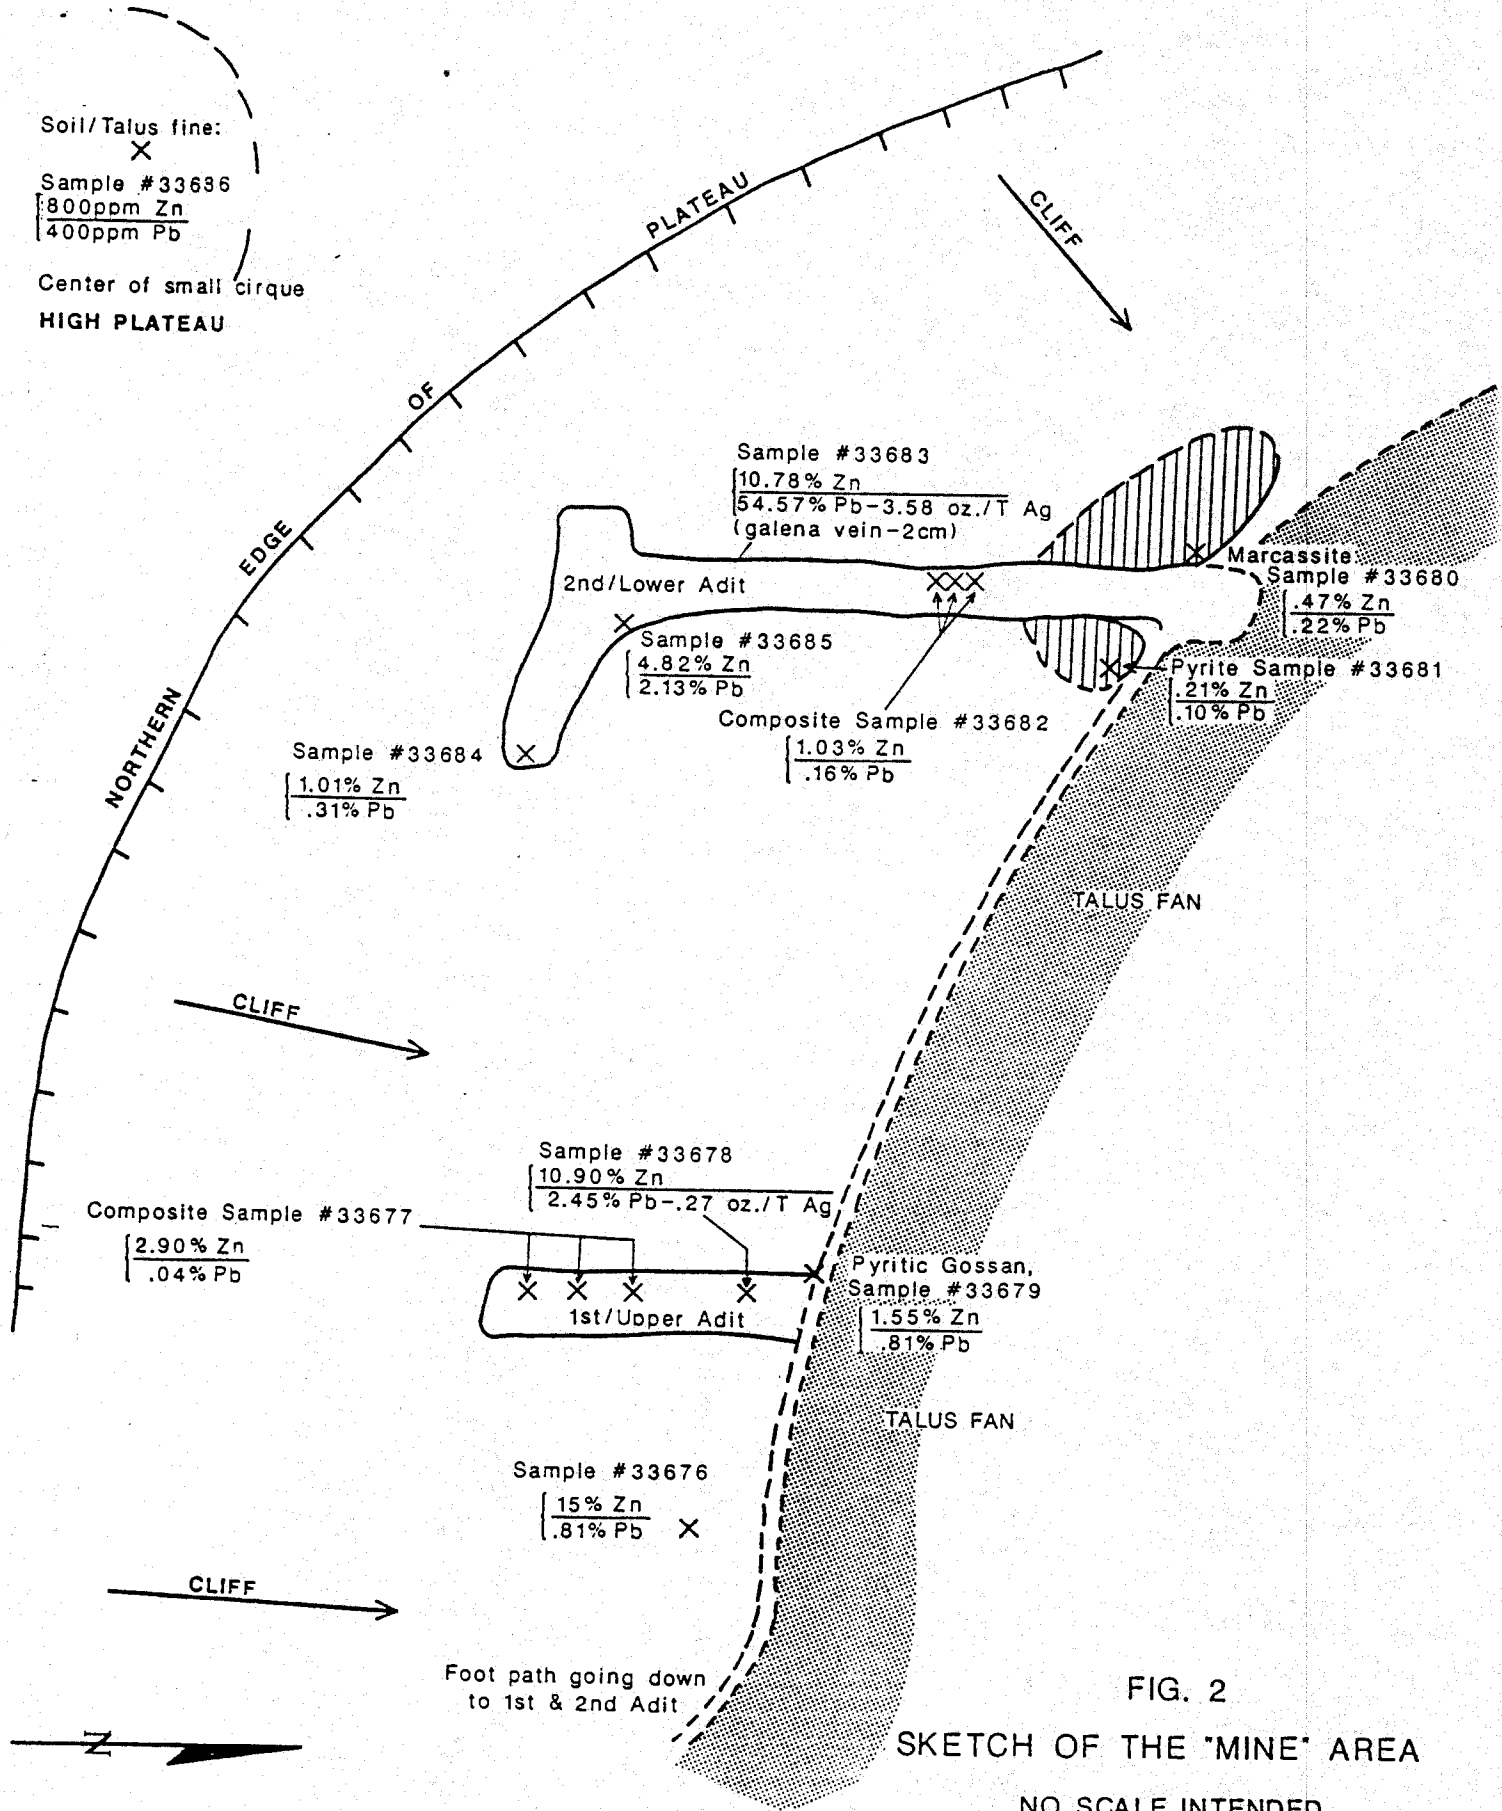 Soil/Talus fine:
X
Sample #33686
800ppm Zn
400ppm Pb
Center of small cirque
HIGH PLATEAU
NORTHERN EDGE OF PLATEAU
CLIFF
Sample #33683
10.78% Zn
54.57% Pb-3.58 oz./T Ag
(galena vein-2cm)
2nd/Lower Adit
Marcassite
Sample #33680
.47% Zn
.22% Pb
Sample #33685
4.82% Zn
2.13% Pb
Pyrite Sample #33681
.21% Zn
.10% Pb
Composite Sample #33682
1.03% Zn
.16% Pb
Sample #33684
1.01% Zn
.31% Pb
TALUS FAN
CLIFF
Sample #33678
10.90% Zn
2.45% Pb-.27 oz./T Ag
Composite Sample #33677
2.90% Zn
.04% Pb
1st/Upper Adit
Pyritic Gossan,
Sample #33679
1.55% Zn
.81% Pb
TALUS FAN
Sample #33676
15% Zn
.81% Pb
CLIFF
Foot path going down
to 1st & 2nd Adit
N
FIG. 2
SKETCH OF THE "MINE" AREA
NO SCALE INTENDED